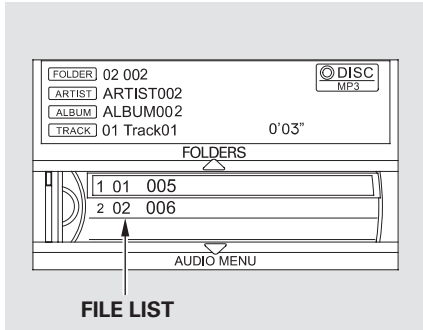 FOLDER 02 002
DISC
MP3
ARTIST ARTIST002
ALBUM ALBUM002
TRACK 01 Track01 0'03"
FOLDERS
1 01 005
2 02 006
AUDIO MENU
FILE LIST